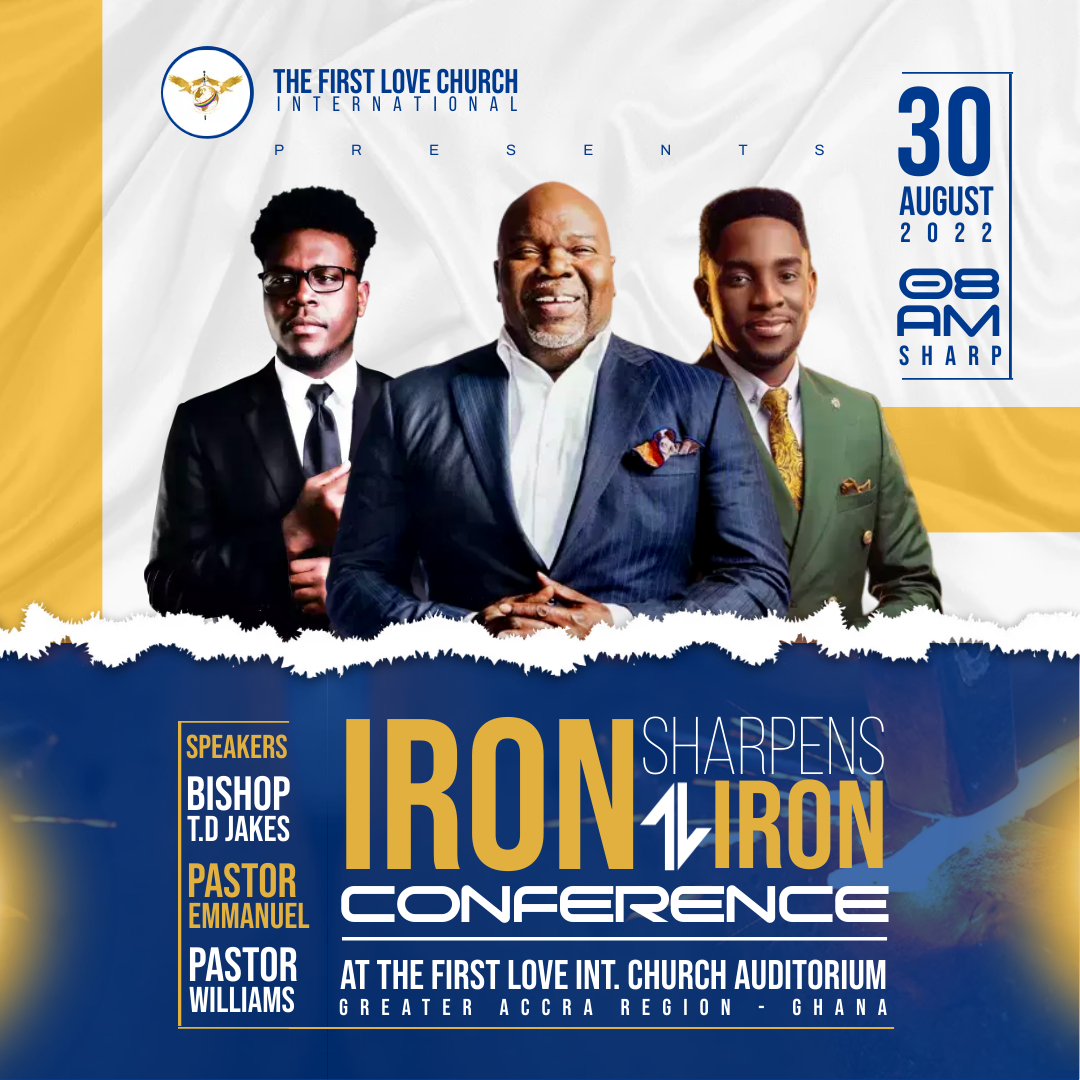 THE FIRST LOVE CHURCH
INTERNATIONAL
PRESENTS
30
AUGUST
2022
08
AM
SHARP
SPEAKERS
BISHOP
T.D JAKES
PASTOR
EMMANUEL
PASTOR
WILLIAMS
IRON SHARPENS
IRON
CONFERENCE
AT THE FIRST LOVE INT. CHURCH AUDITORIUM
GREATER ACCRA REGION - GHANA